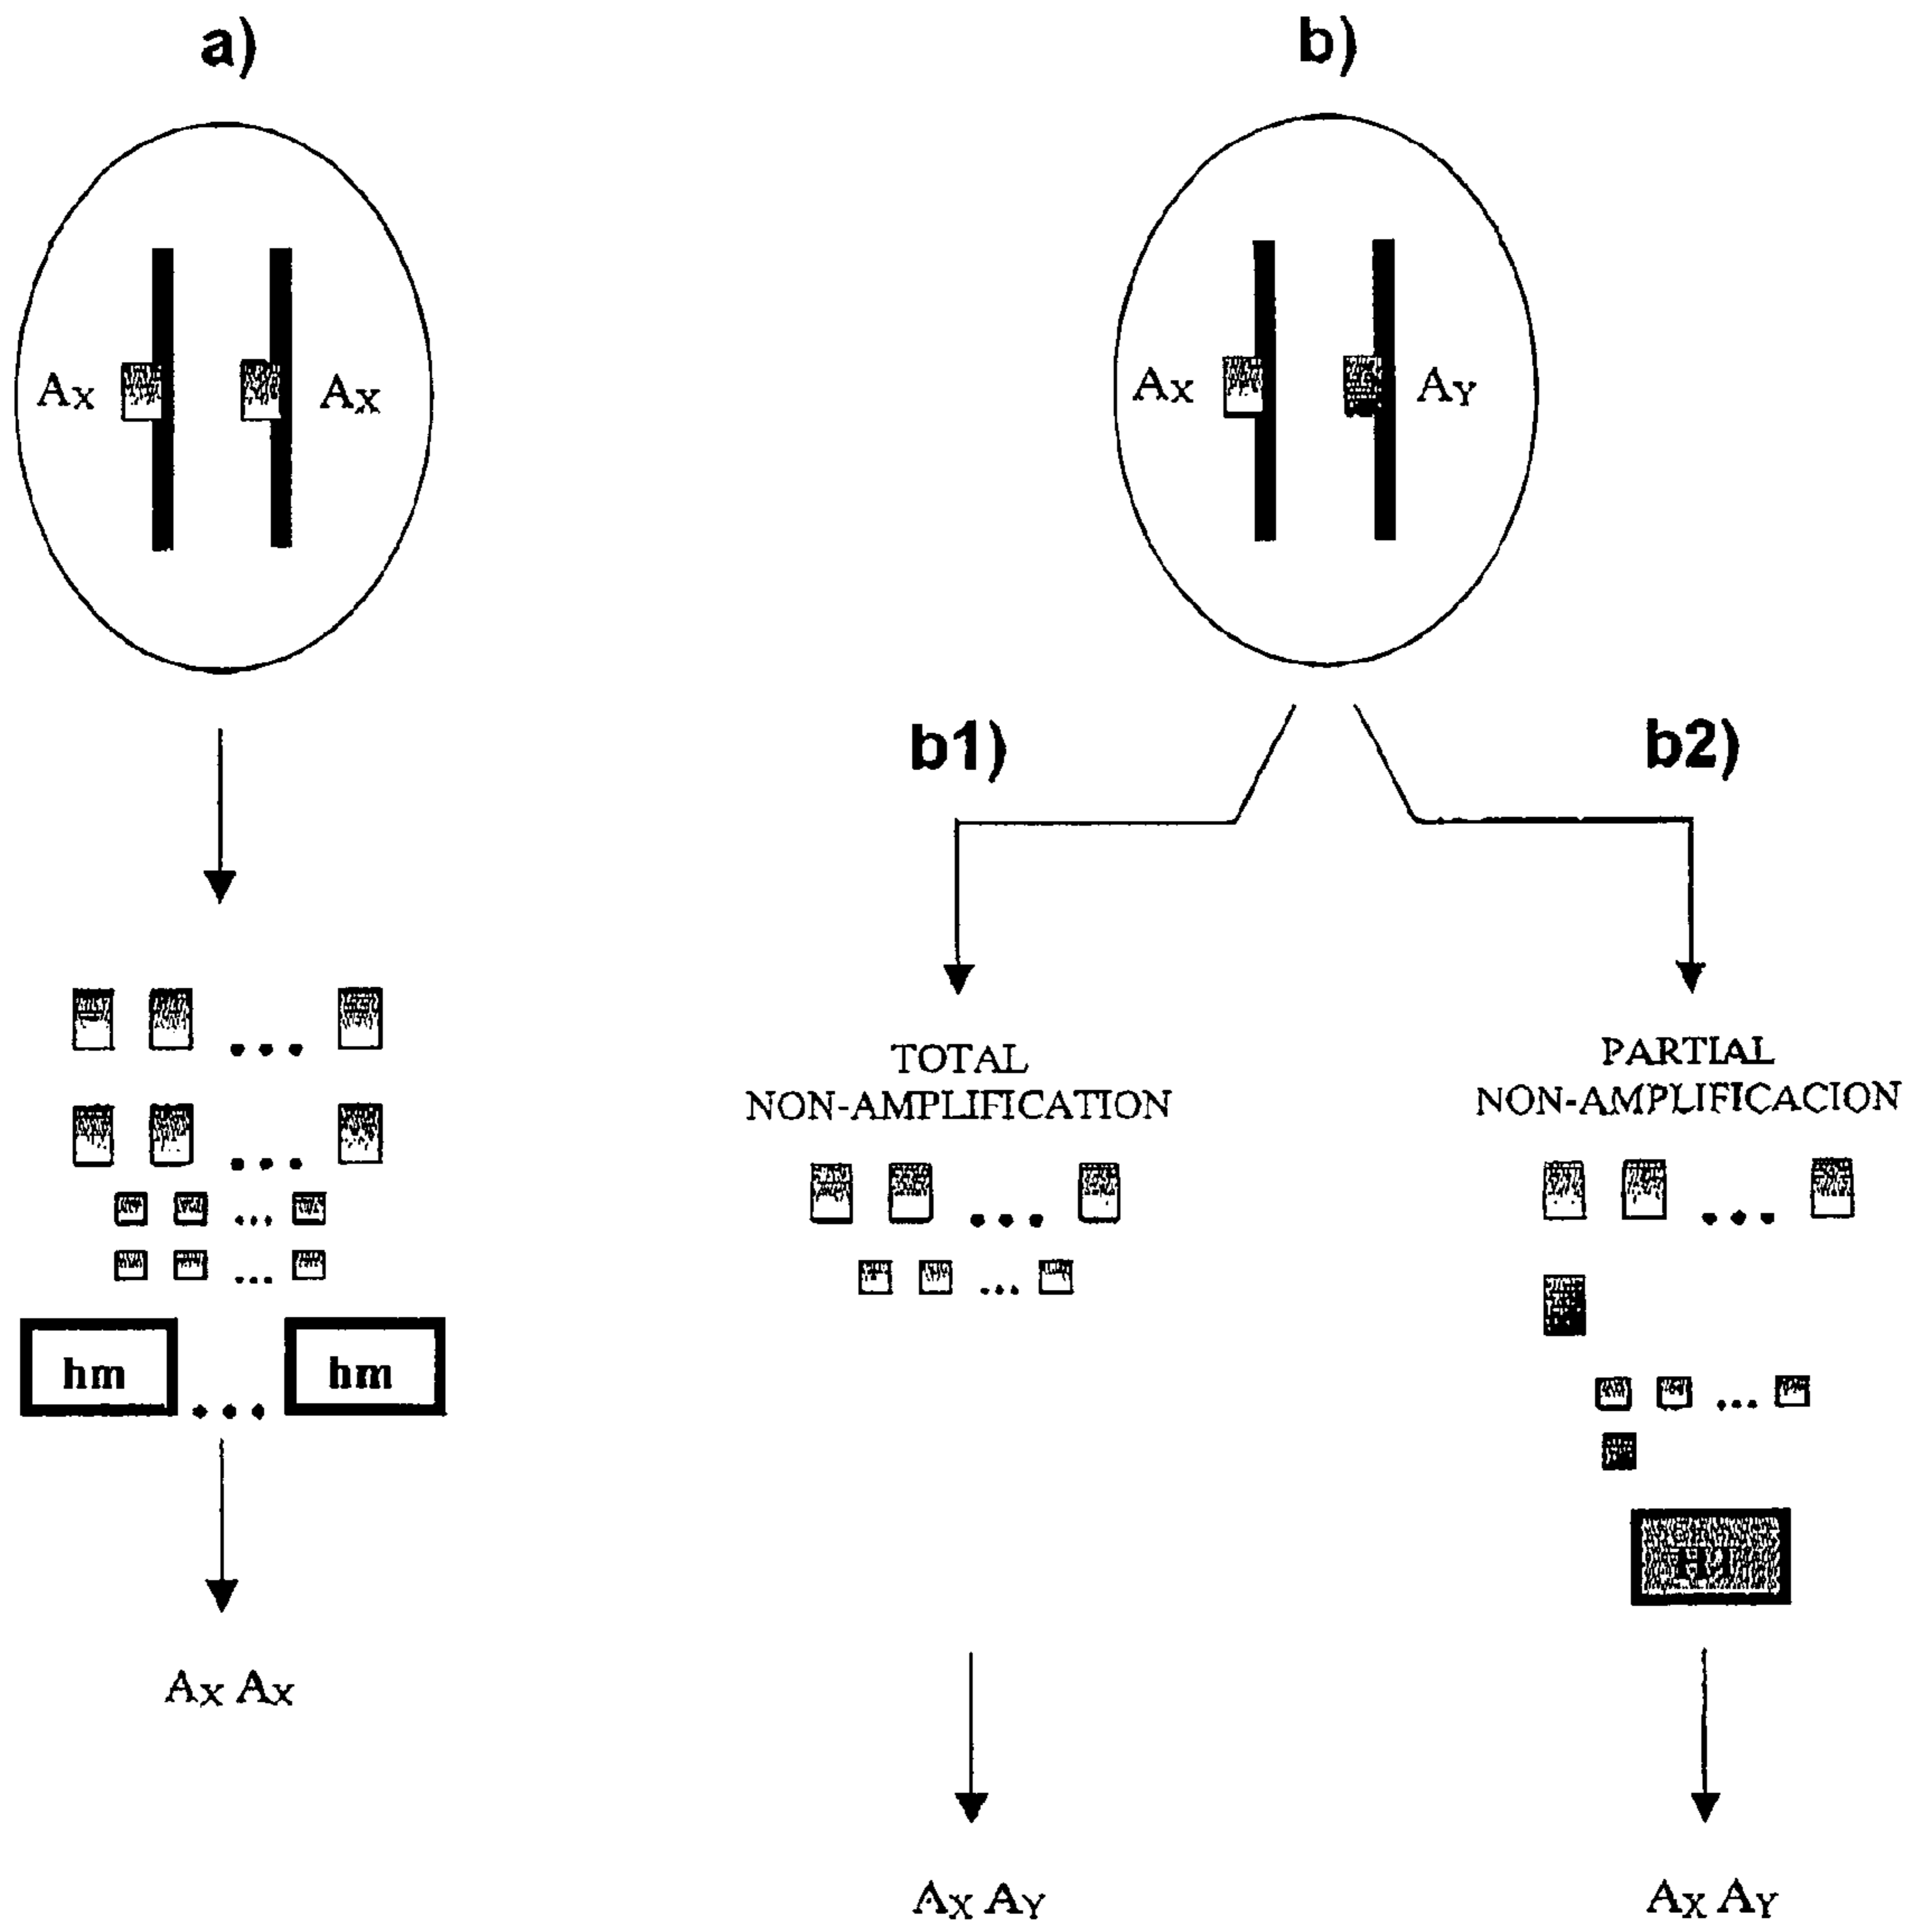 a)
b)
AX
AX
AX
AY
b1)
b2)
TOTAL
NON-AMPLIFICATION
PARTIAL
NON-AMPLIFICACION
hm
hm
AX AX
AX AY
AX AY